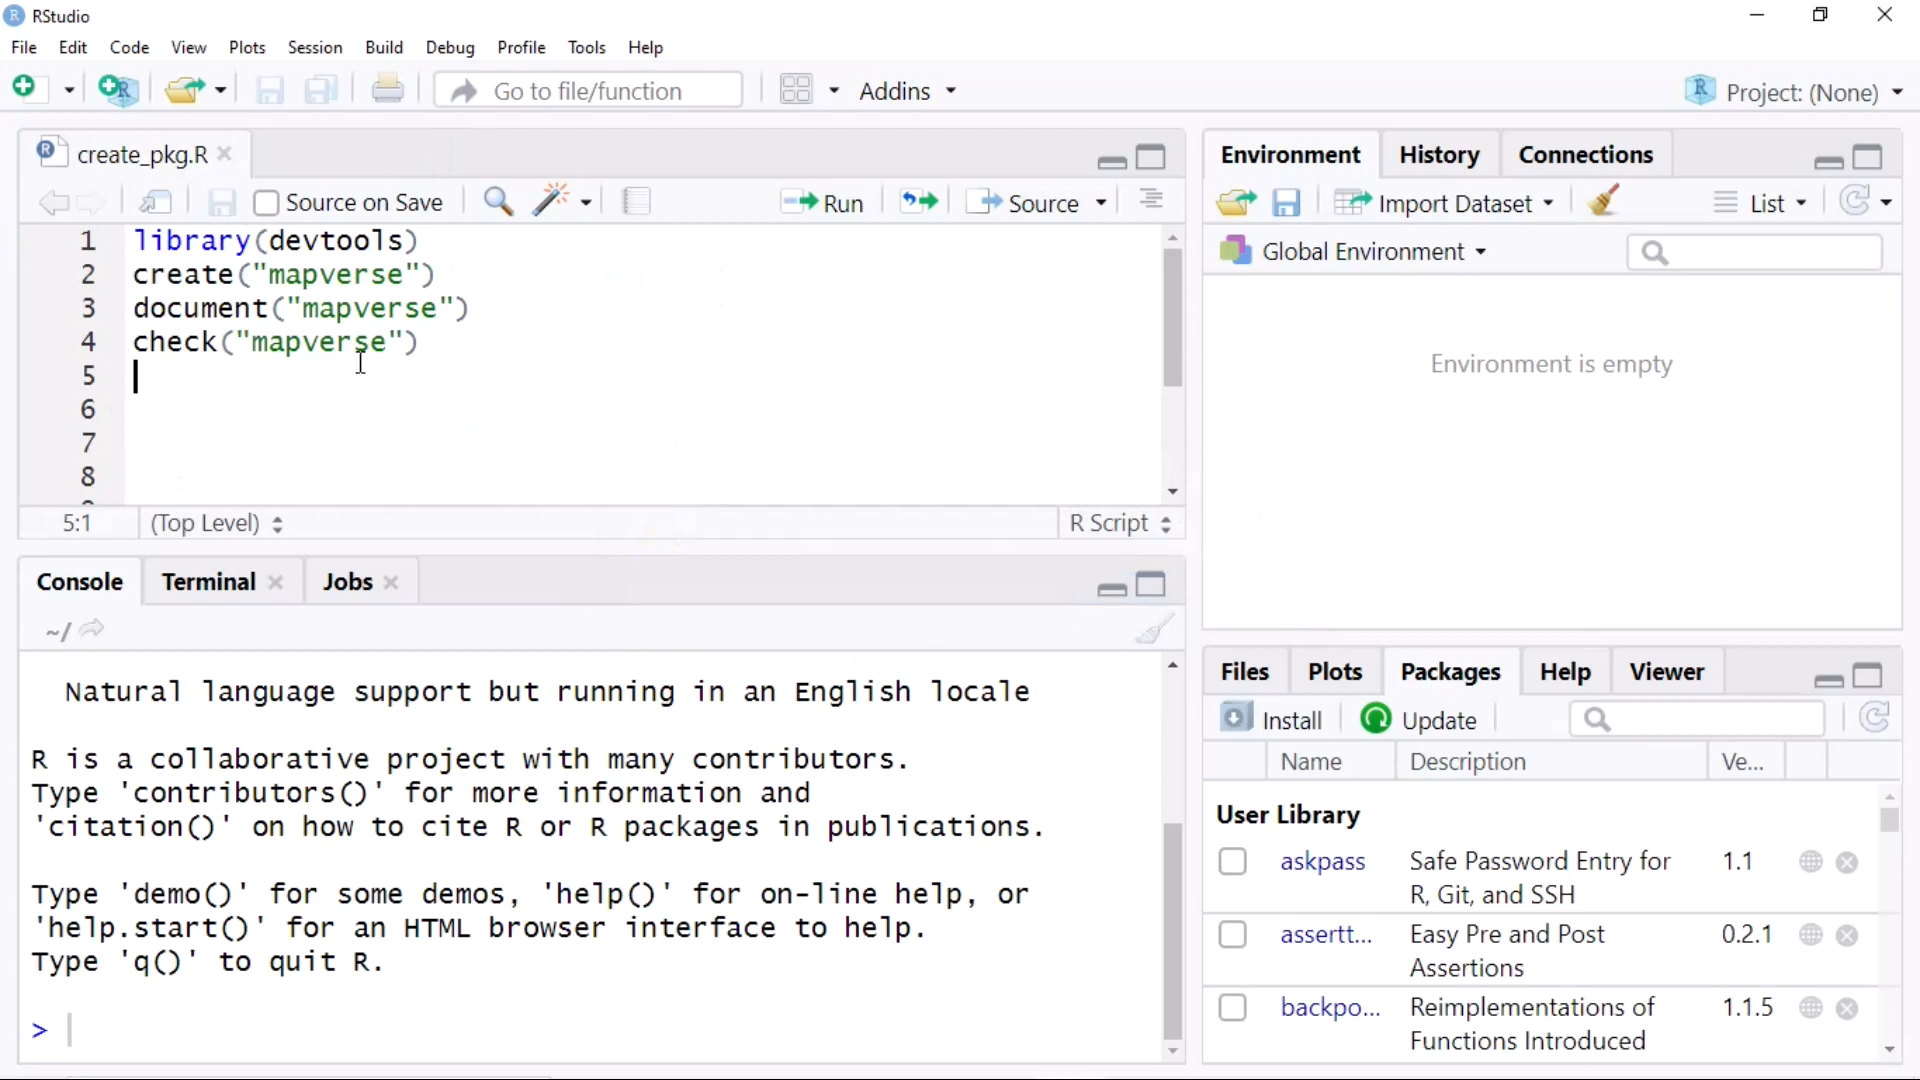 RStudio
File Edit Code View Plots Session Build Debug Profile Tools Help
Go to file/function Addins Project: (None)
create_pkg.R
Source on Save Run Source
1 library(devtools)
2 create("mapverse")
3 document("mapverse")
4 check("mapverse")
5
6
7
8
5:1 (Top Level) R Script
Console Terminal Jobs
~/
Natural language support but running in an English locale
R is a collaborative project with many contributors.
Type 'contributors()' for more information and
'citation()' on how to cite R or R packages in publications.
Type 'demo()' for some demos, 'help()' for on-line help, or
'help.start()' for an HTML browser interface to help.
Type 'q()' to quit R.
>
Environment History Connections
Import Dataset List
Global Environment
Environment is empty
Files Plots Packages Help Viewer
Install Update
Name Description Ve...
User Library
askpass Safe Password Entry for 1.1
R, Git, and SSH
assertt... Easy Pre and Post 0.2.1
Assertions
backpo... Reimplementations of 1.1.5
Functions Introduced